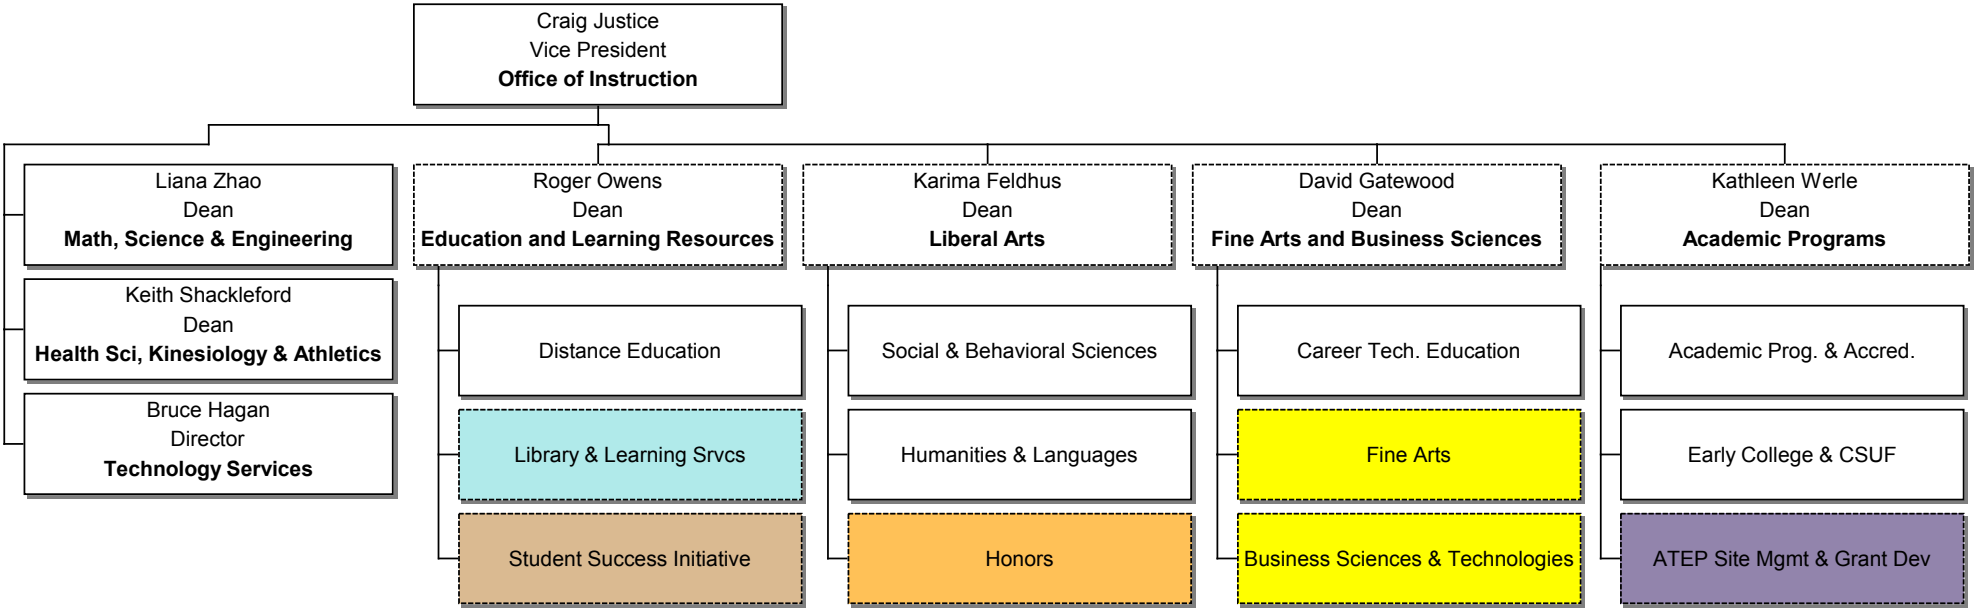 Craig Justice
Vice President
Office of Instruction
Liana Zhao
Dean
Math, Science & Engineering
Keith Shackleford
Dean
Health Sci, Kinesiology & Athletics
Bruce Hagan
Director
Technology Services
Roger Owens
Dean
Education and Learning Resources
Distance Education
Library & Learning Srvcs
Student Success Initiative
Karima Feldhus
Dean
Liberal Arts
Social & Behavioral Sciences
Humanities & Languages
Honors
David Gatewood
Dean
Fine Arts and Business Sciences
Career Tech. Education
Fine Arts
Business Sciences & Technologies
Kathleen Werle
Dean
Academic Programs
Academic Prog. & Accred.
Early College & CSUF
ATEP Site Mgmt & Grant Dev